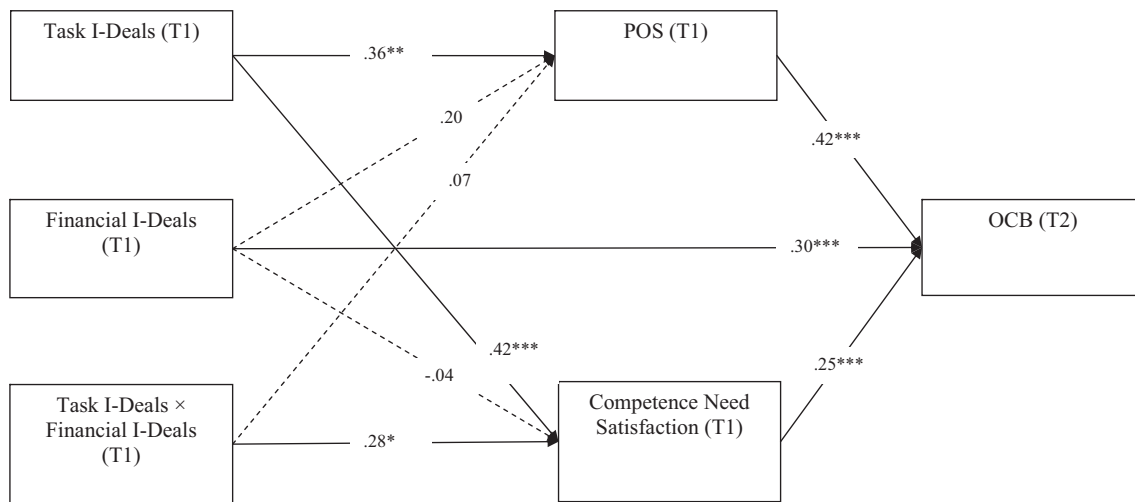 Task I-Deals (T1)
POS (T1)
.36**
.20
.42***
.07
Financial I-Deals
(T1)
OCB (T2)
.30***
.42***
-.04
.25***
Task I-Deals ×
Financial I-Deals
(T1)
Competence Need
Satisfaction (T1)
.28*